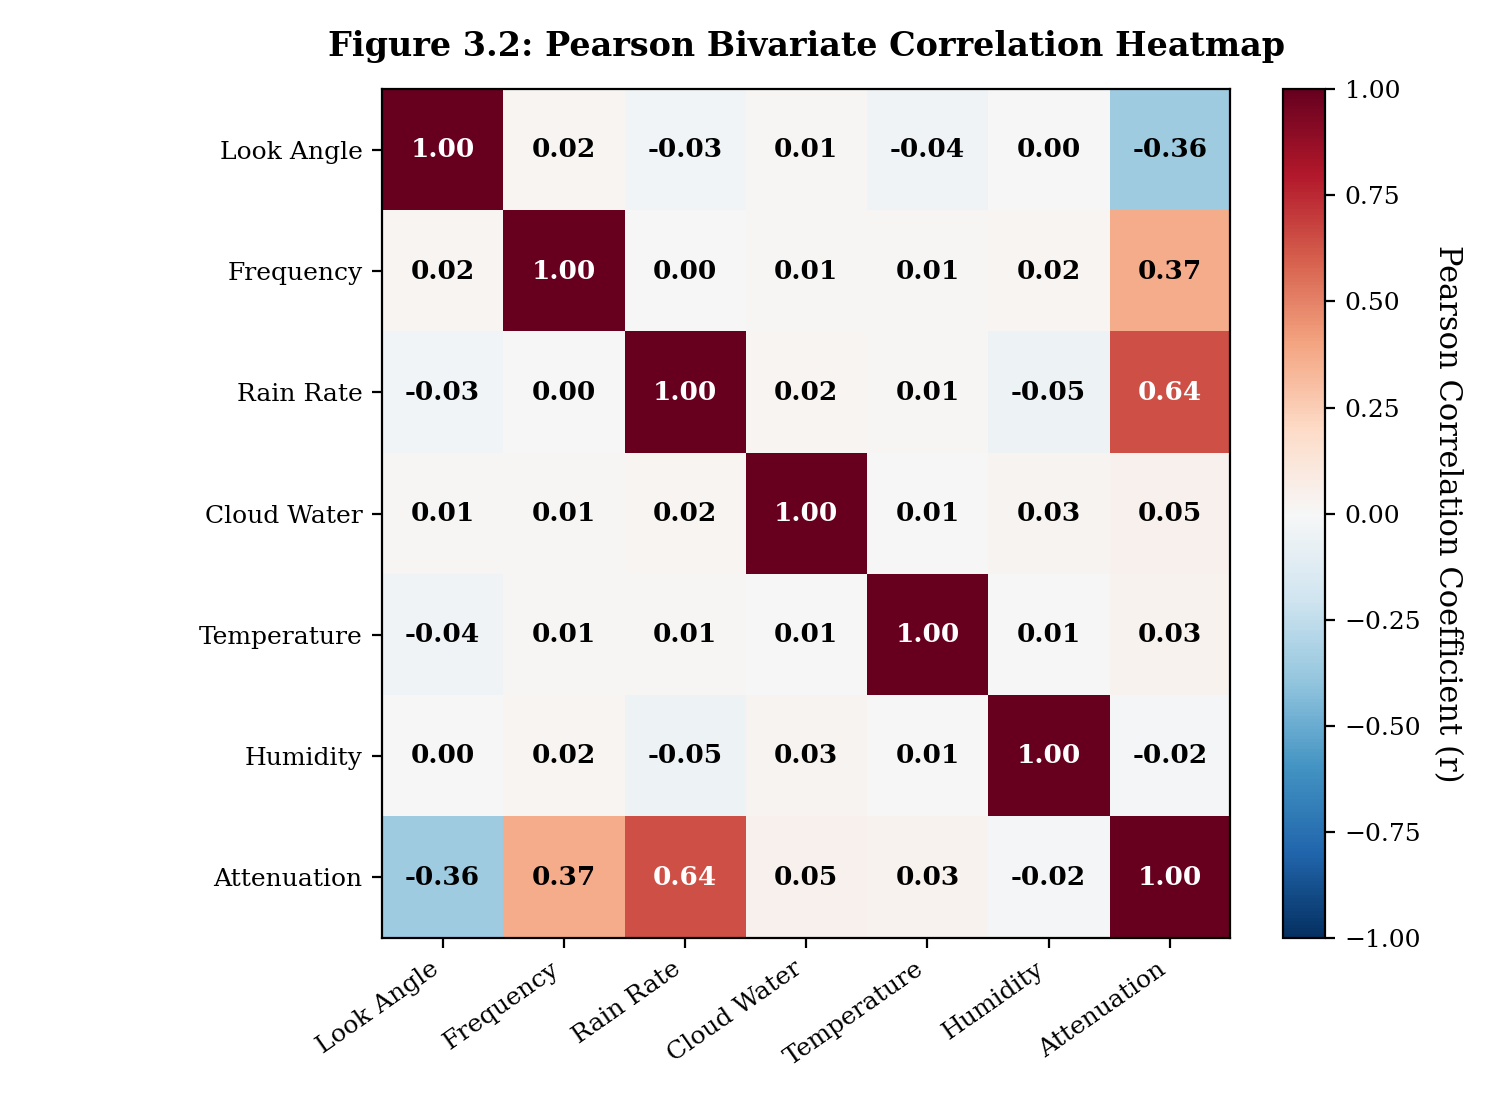 Figure 3.2: Pearson Bivariate Correlation Heatmap
Look Angle 1.00 0.02 -0.03 0.01 -0.04 0.00 -0.36
Frequency 0.02 1.00 0.00 0.01 0.01 0.02 0.37
Rain Rate -0.03 0.00 1.00 0.02 0.01 -0.05 0.64
Cloud Water 0.01 0.01 0.02 1.00 0.01 0.03 0.05
Temperature -0.04 0.01 0.01 0.01 1.00 0.01 0.03
Humidity 0.00 0.02 -0.05 0.03 0.01 1.00 -0.02
Attenuation -0.36 0.37 0.64 0.05 0.03 -0.02 1.00
Look Angle Frequency Rain Rate Cloud Water Temperature Humidity Attenuation
1.00
0.75
0.50
0.25
0.00
−0.25
−0.50
−0.75
−1.00
Pearson Correlation Coefficient (r)